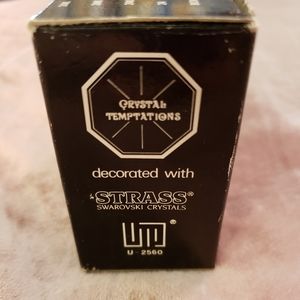 CRYSTAL
TEMPTATIONS
decorated with
STRASS®
SWAROVSKI CRYSTALS
®
U - 2560